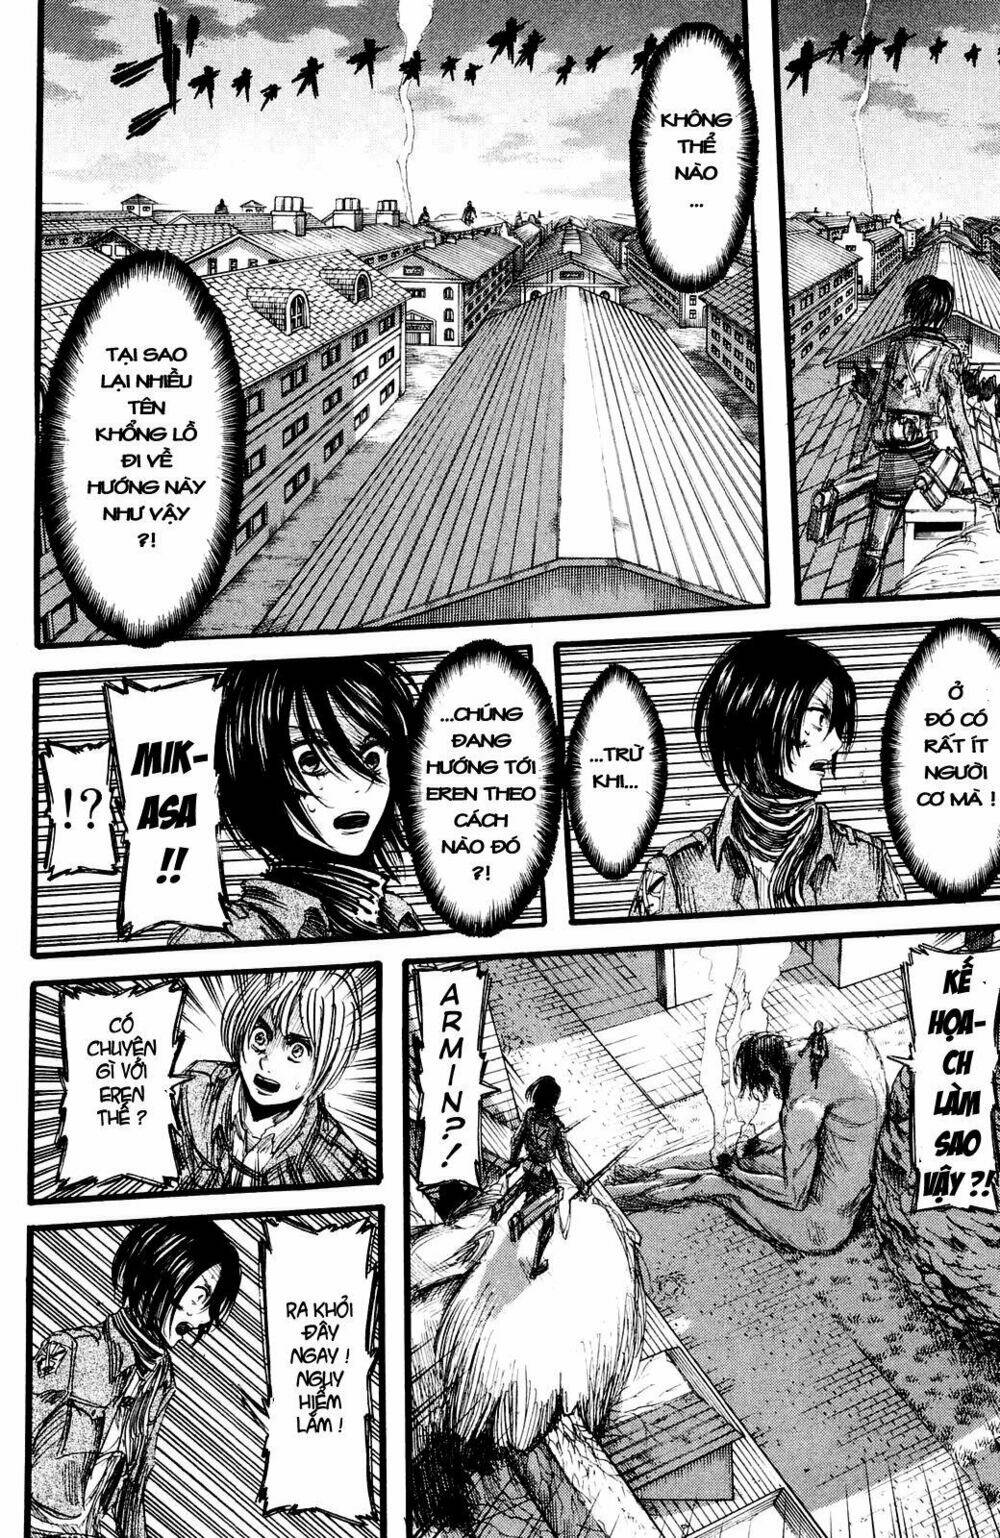 KHÔNG
THỂ
NÀO
...
TẠI SAO
LẠI NHIỀU
TÊN
KHỔNG LỒ
ĐI VỀ
HƯỚNG NÀY
NHƯ VẬY
?!
Ở
ĐÓ CÓ
RẤT ÍT
NGƯỜI
CƠ MÀ !
...TRỪ
KHI...
...CHÚNG
ĐANG
HƯỚNG TỚI
EREN THEO
CÁCH
NÀO ĐÓ
?!
MIK-
ASA
!!
!?
KẾ
HỌA-
CH
LÀM
SAO
VẬY ?!
ARMIN?!
CÓ
CHUYỆN
GÌ VỚI
EREN
THẾ ?
RA KHỎI
ĐÂY
NGAY !
NGUY
HIỂM
LẮM !